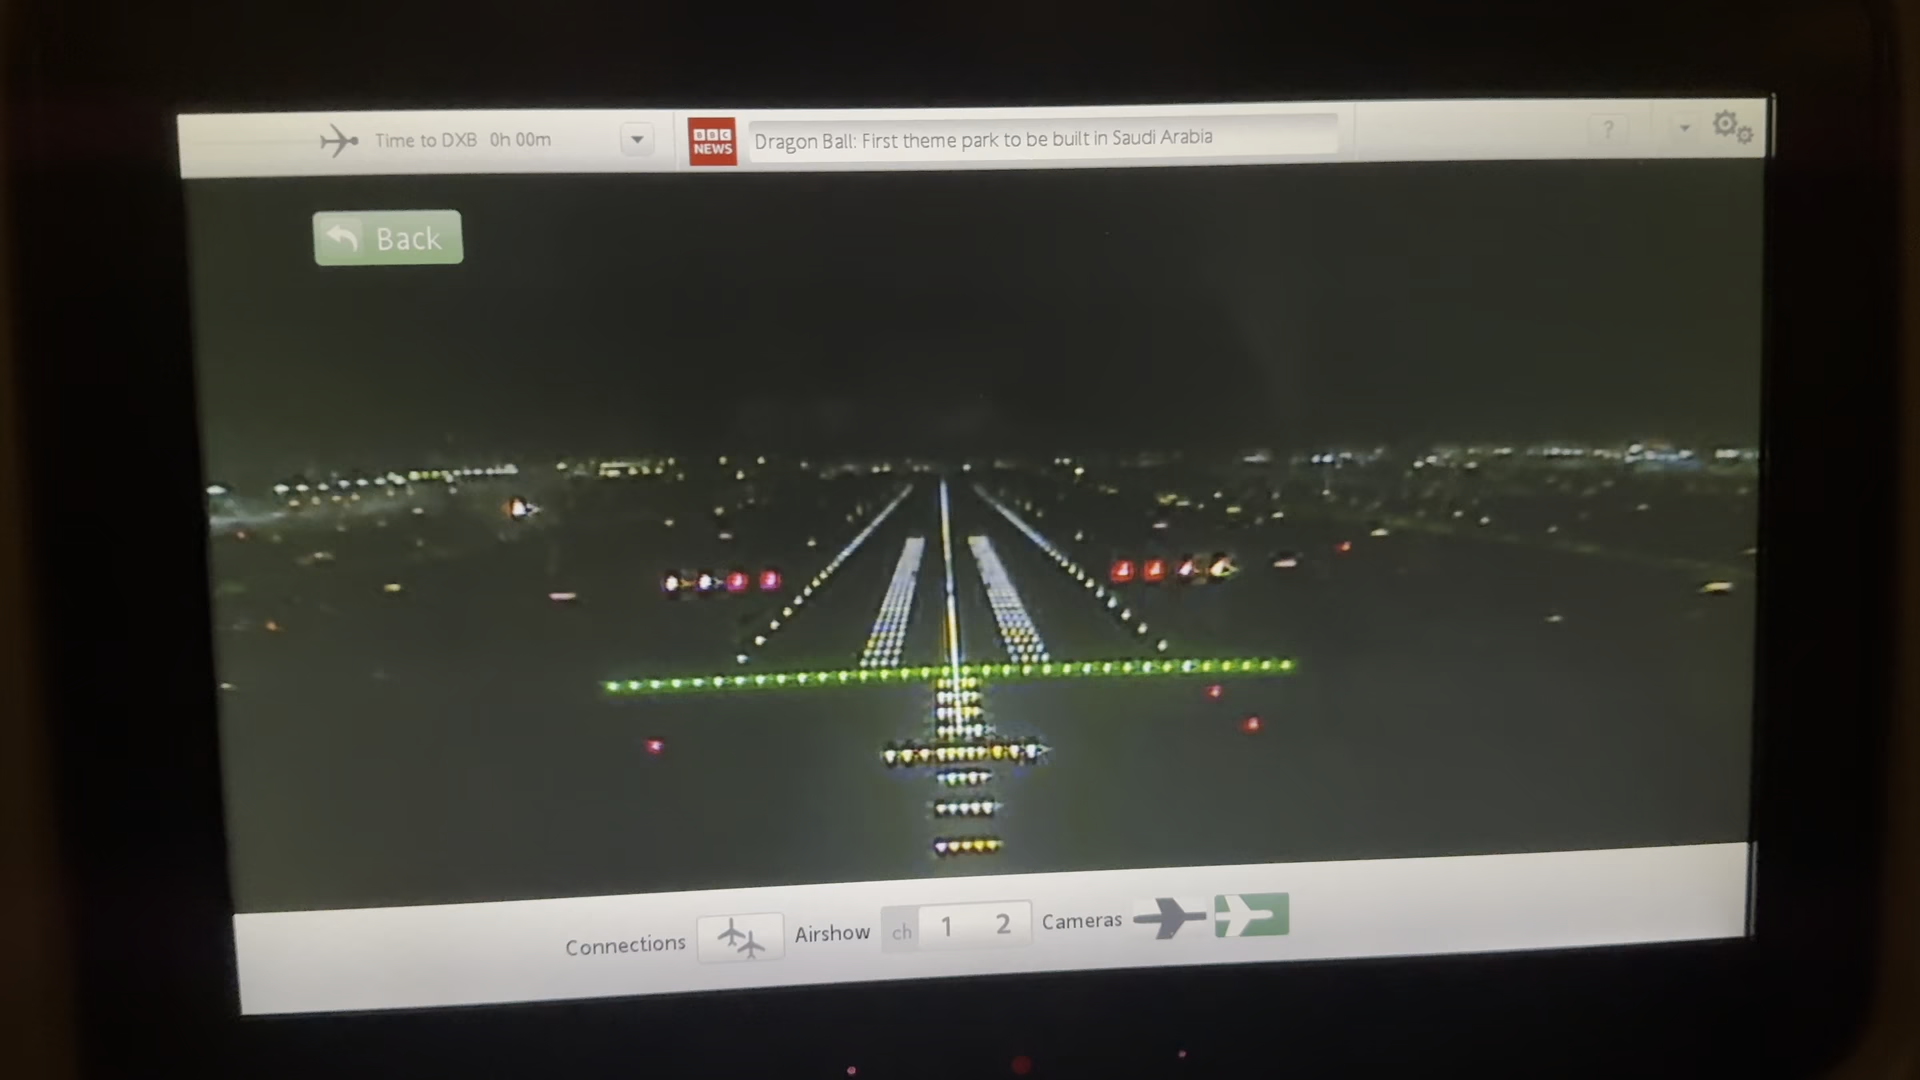 Time to DXB 0h 00m
BBC NEWS
Dragon Ball: First theme park to be built in Saudi Arabia
?
Back
Connections
Airshow
ch 1 2
Cameras